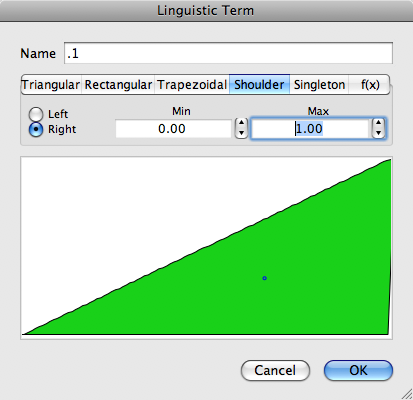 Linguistic Term
Name .1
Triangular Rectangular Trapezoidal Shoulder Singleton f(x)
Left Min Max
Right 0.00 1.00
Cancel OK